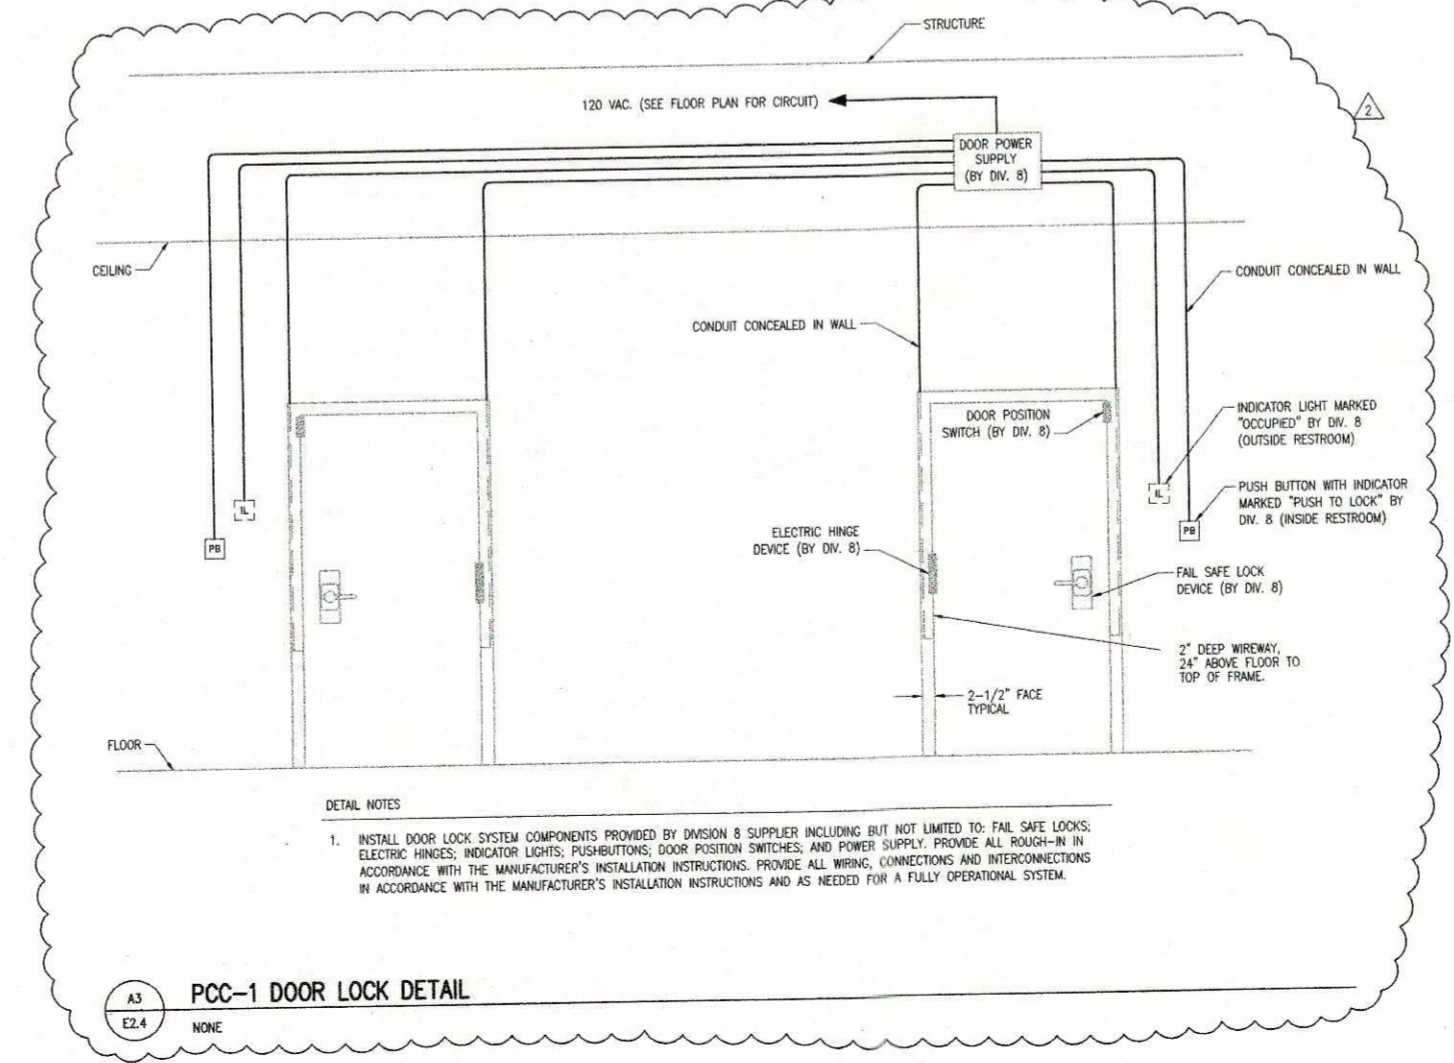 STRUCTURE
120 VAC. (SEE FLOOR PLAN FOR CIRCUIT)
2
DOOR POWER
SUPPLY
(BY DIV. 8)
CEILING
CONDUIT CONCEALED IN WALL
CONDUIT CONCEALED IN WALL
DOOR POSITION
SWITCH (BY DIV. 8)
INDICATOR LIGHT MARKED
"OCCUPIED" BY DIV. 8
(OUTSIDE RESTROOM)
IL
IL
PUSH BUTTON WITH INDICATOR
MARKED "PUSH TO LOCK" BY
DIV. 8 (INSIDE RESTROOM)
PB
PB
ELECTRIC HINGE
DEVICE (BY DIV. 8)
FAIL SAFE LOCK
DEVICE (BY DIV. 8)
2" DEEP WIREWAY,
24" ABOVE FLOOR TO
TOP OF FRAME.
2-1/2" FACE
TYPICAL
FLOOR
DETAIL NOTES
1. INSTALL DOOR LOCK SYSTEM COMPONENTS PROVIDED BY DIVISION 8 SUPPLIER INCLUDING BUT NOT LIMITED TO: FAIL SAFE LOCKS;
ELECTRIC HINGES; INDICATOR LIGHTS; PUSHBUTTONS; DOOR POSITION SWITCHES; AND POWER SUPPLY. PROVIDE ALL ROUGH-IN IN
ACCORDANCE WITH THE MANUFACTURER'S INSTALLATION INSTRUCTIONS. PROVIDE ALL WIRING, CONNECTIONS AND INTERCONNECTIONS
IN ACCORDANCE WITH THE MANUFACTURER'S INSTALLATION INSTRUCTIONS AND AS NEEDED FOR A FULLY OPERATIONAL SYSTEM.
A3
E2.4
PCC-1 DOOR LOCK DETAIL
NONE